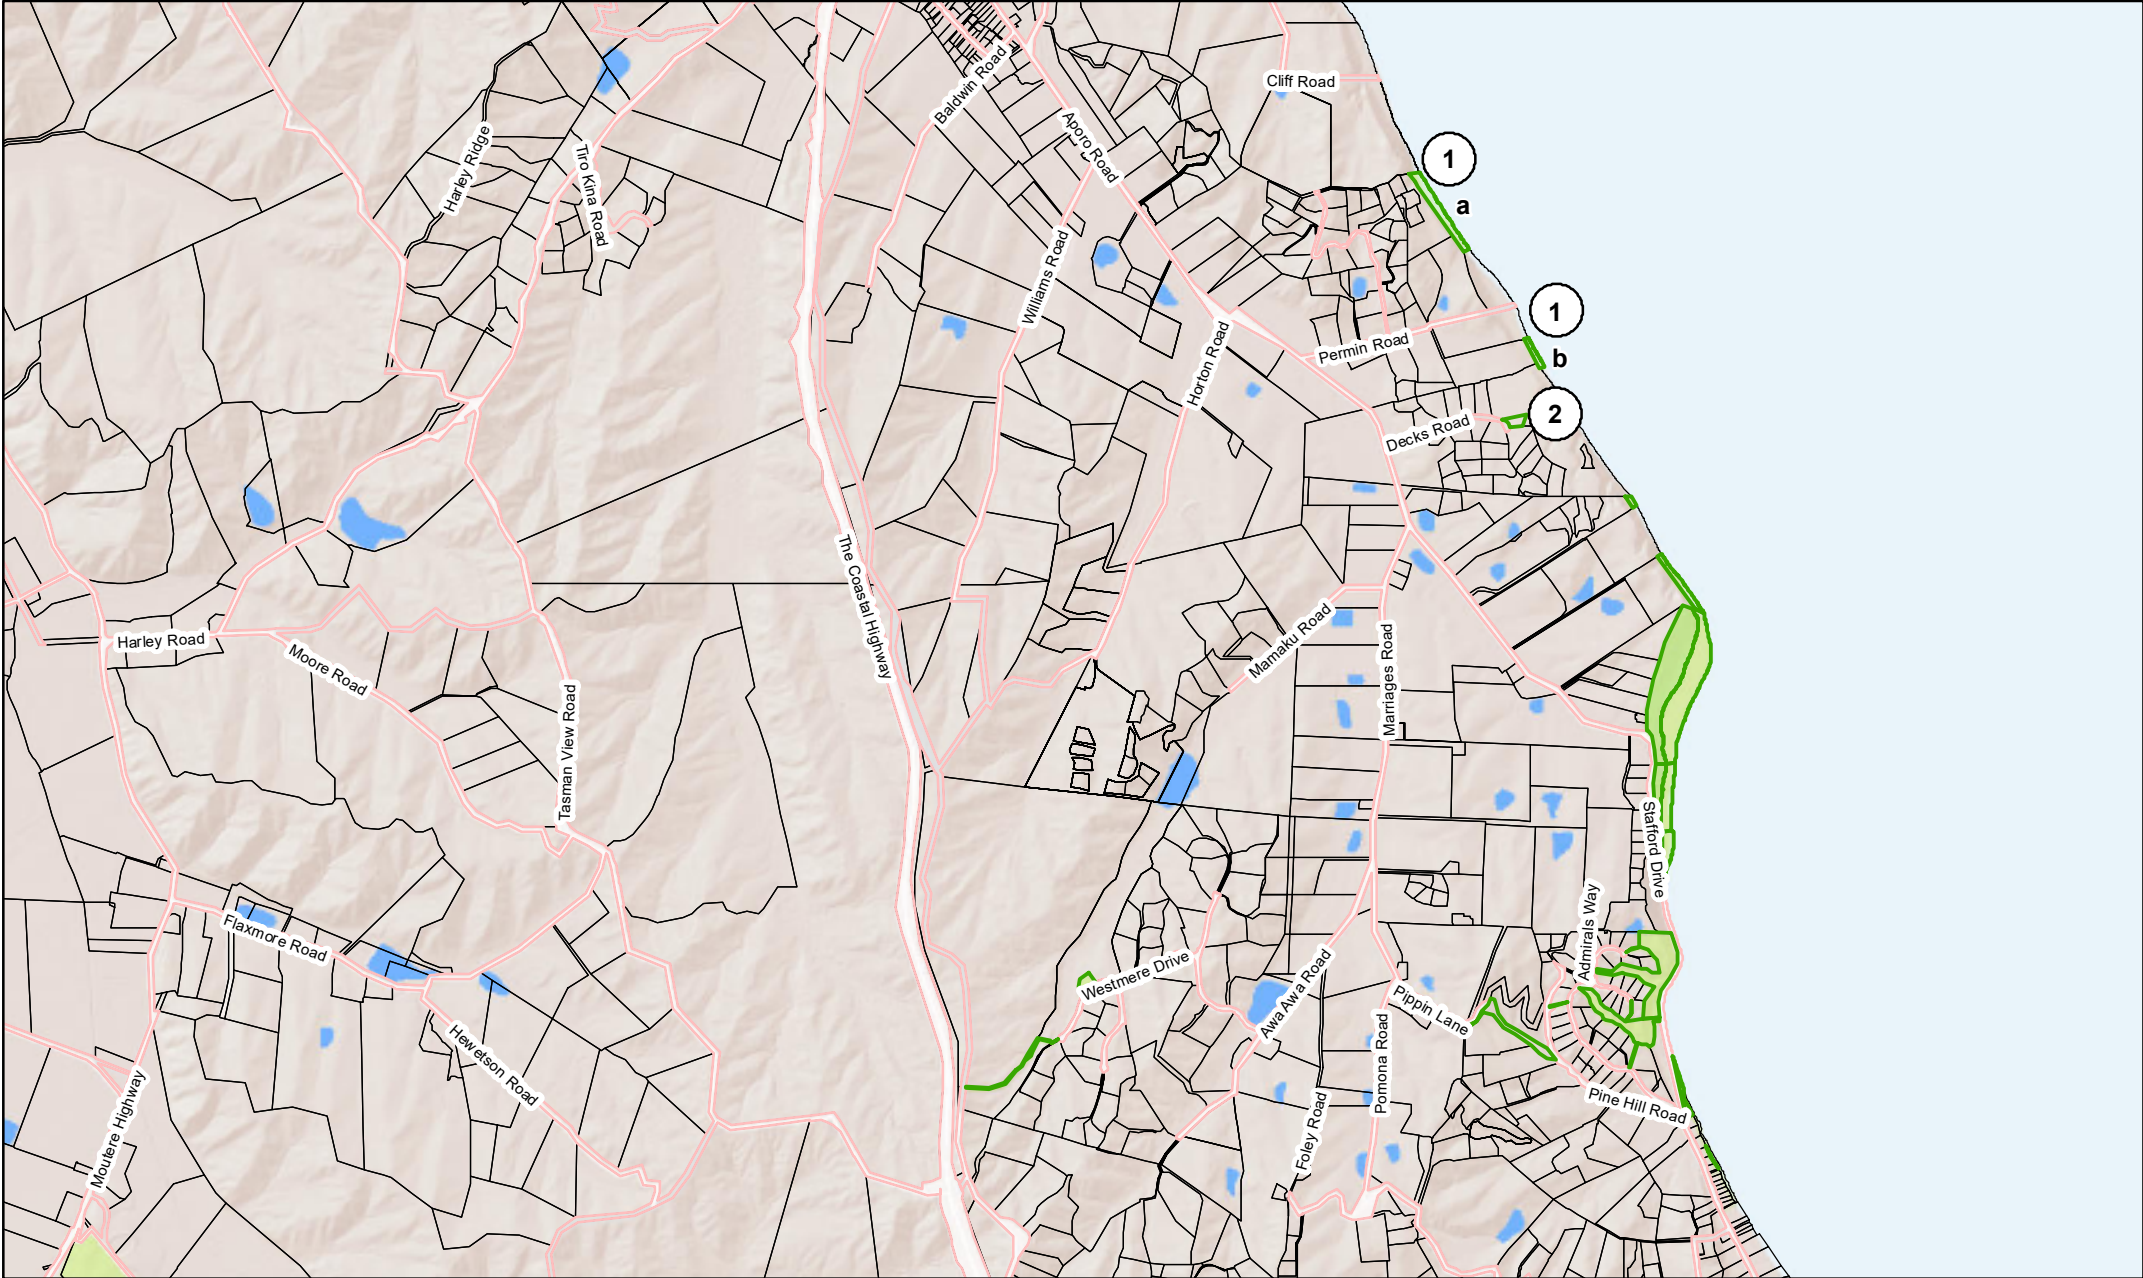 Cliff Road
Baldwin Road
Aporo Road
Harley Ridge
Tiro Kina Road
1
a
Williams Road
1
Horton Road
Permin Road
b
2
Decks Road
The Coastal Highway
Harley Road
Moore Road
Mamaku Road
Marriages Road
Tasman View Road
Stafford Drive
Flaxmore Road
Admirals Way
Westmere Drive
Awa Awa Road
Pippin Lane
Hewetson Road
Pomona Road
Pine Hill Road
Foley Road
Moutere Highway